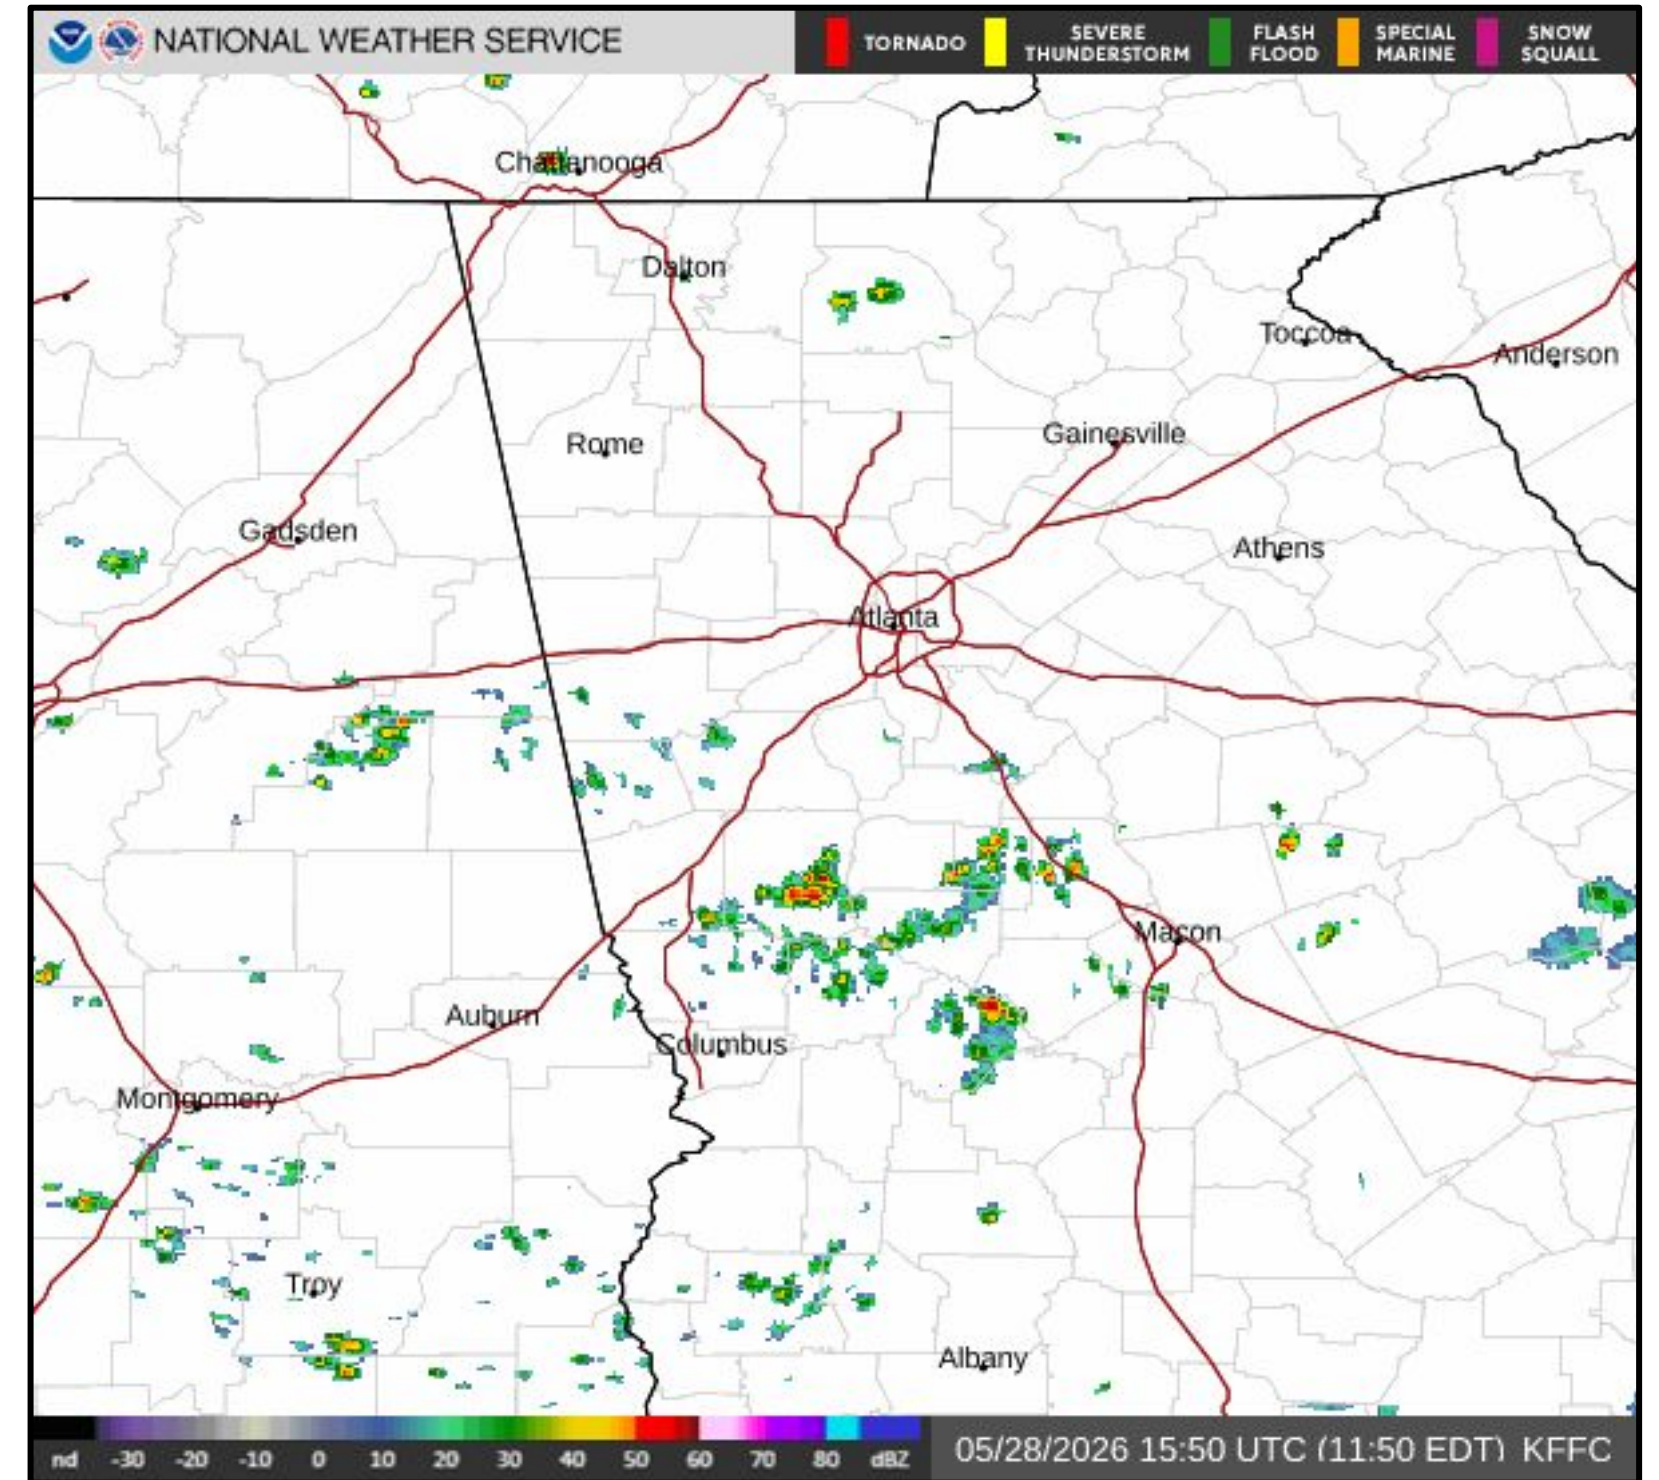 NATIONAL WEATHER SERVICE
TORNADO
SEVERE
THUNDERSTORM
FLASH
FLOOD
SPECIAL
MARINE
SNOW
SQUALL
Chattanooga
Dalton
Toccoa
Anderson
Gainesville
Rome
Gadsden
Athens
Atlanta
Macon
Auburn
Columbus
Montgomery
Troy
Albany
nd -30 -20 -10 0 10 20 30 40 50 60 70 80 dBZ
05/28/2026 15:50 UTC (11:50 EDT) KFFC